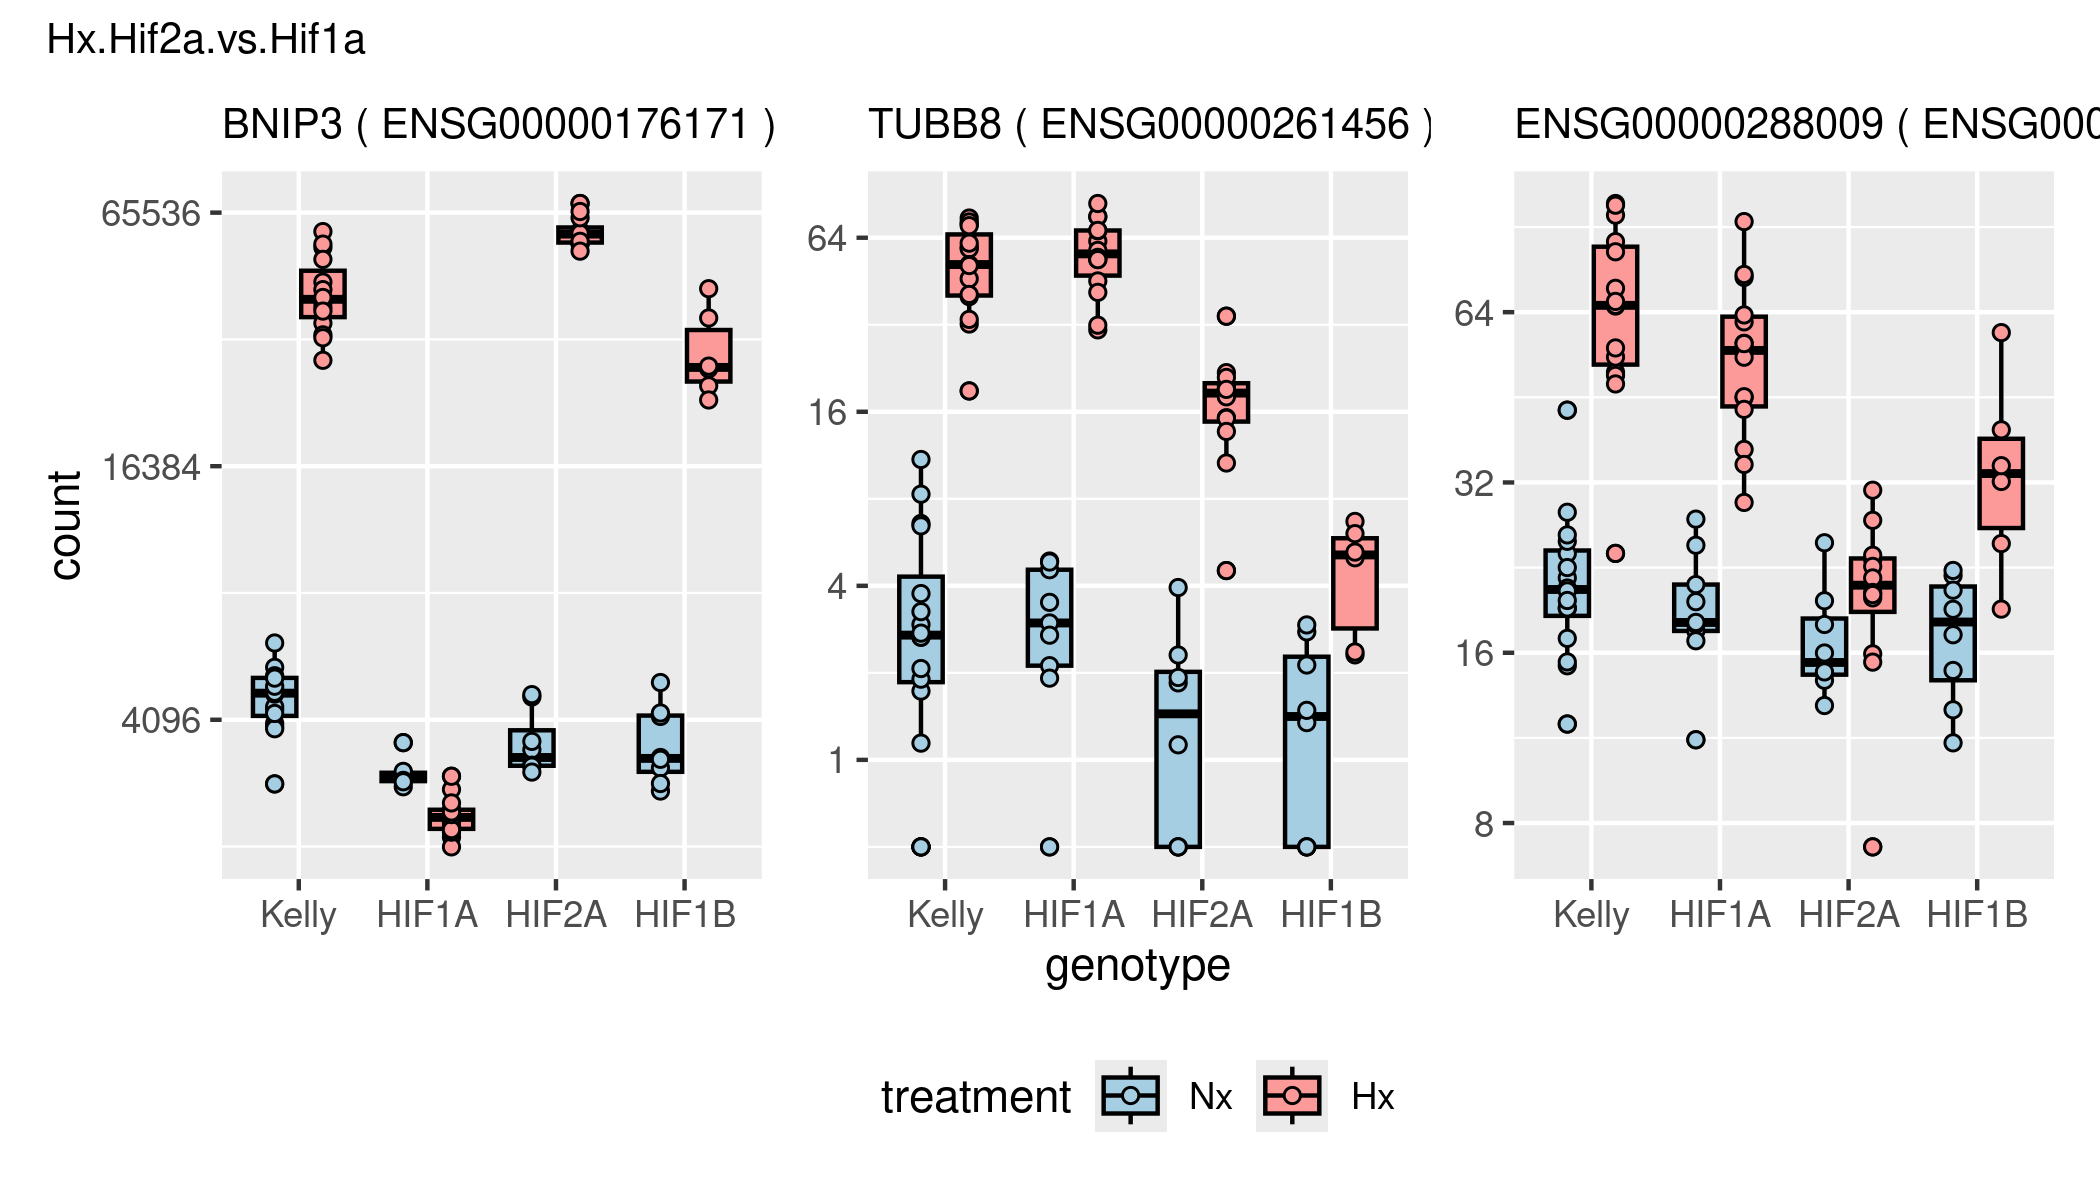 Hx.Hif2a.vs.Hif1a
BNIP3 ( ENSG00000176171 )
TUBB8 ( ENSG00000261456 )
ENSG00000288009 ( ENSG000
count
65536
16384
4096
64
16
4
1
64
32
16
8
Kelly HIF1A HIF2A HIF1B
Kelly HIF1A HIF2A HIF1B
Kelly HIF1A HIF2A HIF1B
genotype
treatment Nx Hx